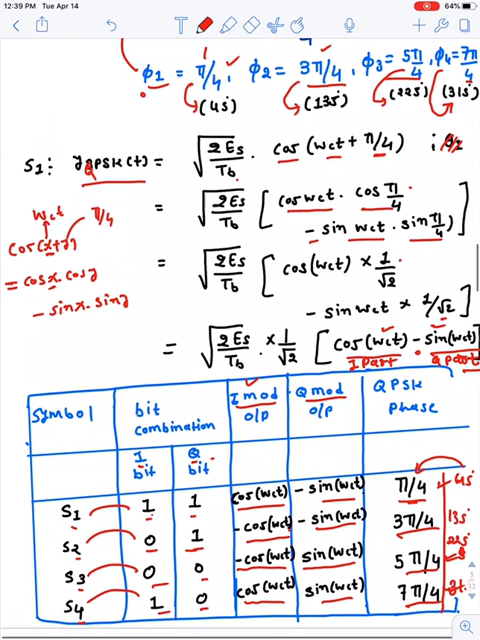 12:39 PM Tue Apr 14
64%
ϕ1 = π/4, ϕ2 = 3π/4, ϕ3 = 5π/4, ϕ4 = 7π/4
(45°) (135°) (225°) (315°)
S1: yQPSK(t) = √(2Es/Tb) · cos(wct + π/4) ;
= √(2Es/Tb) [cos wct · cos π/4
- sin wct · sin π/4)]
wct π/4
cos(x+y)
= cosx. cosy
- sinx. siny
= √(2Es/Tb) [cos(wct) × 1/√2
- sin wct × 1/√2]
= √(2Es/Tb) × 1/√2 [cos(wct) - sin(wct)]
I Part Q Part
Symbol bit combination I mod O/P Q mod O/P QPSK Phase
I bit Q bit
S1 1 1 cos(wct) - sin(wct) π/4 45
S2 0 1 -cos(wct) - sin(wct) 3π/4 135
S3 0 0 -cos(wct) sin(wct) 5π/4 225
S4 1 0 cos(wct) sin(wct) 7π/4